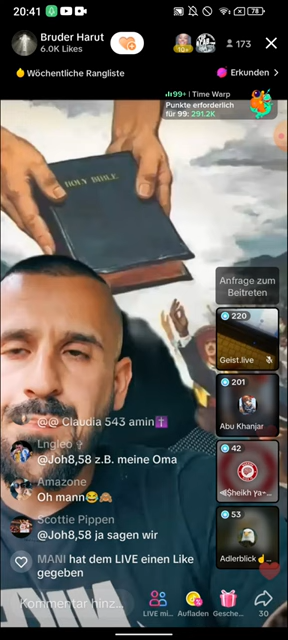 20:41
78
Bruder Harut
6.0K Likes
10+
173
Wöchentliche Rangliste
Erkunden >
99+ | Time Warp
Punkte erforderlich
für 99: 291.2K
HOLY BIBLE
Anfrage zum
Beitreten
220
Geist.live
201
Abu Khanjar
42
53
Adlerblick
@@ Claudia 543 amin✝️
Lngleo
@Joh8,58 z.B. meine Oma
Amazone
Oh mann😂🙈
Scottie Pippen
@Joh8,58 ja sagen wir
MANI hat dem LIVE einen Like
gegeben
Kommentar hinz...
LIVE mi...
Aufladen
Gesche...
30